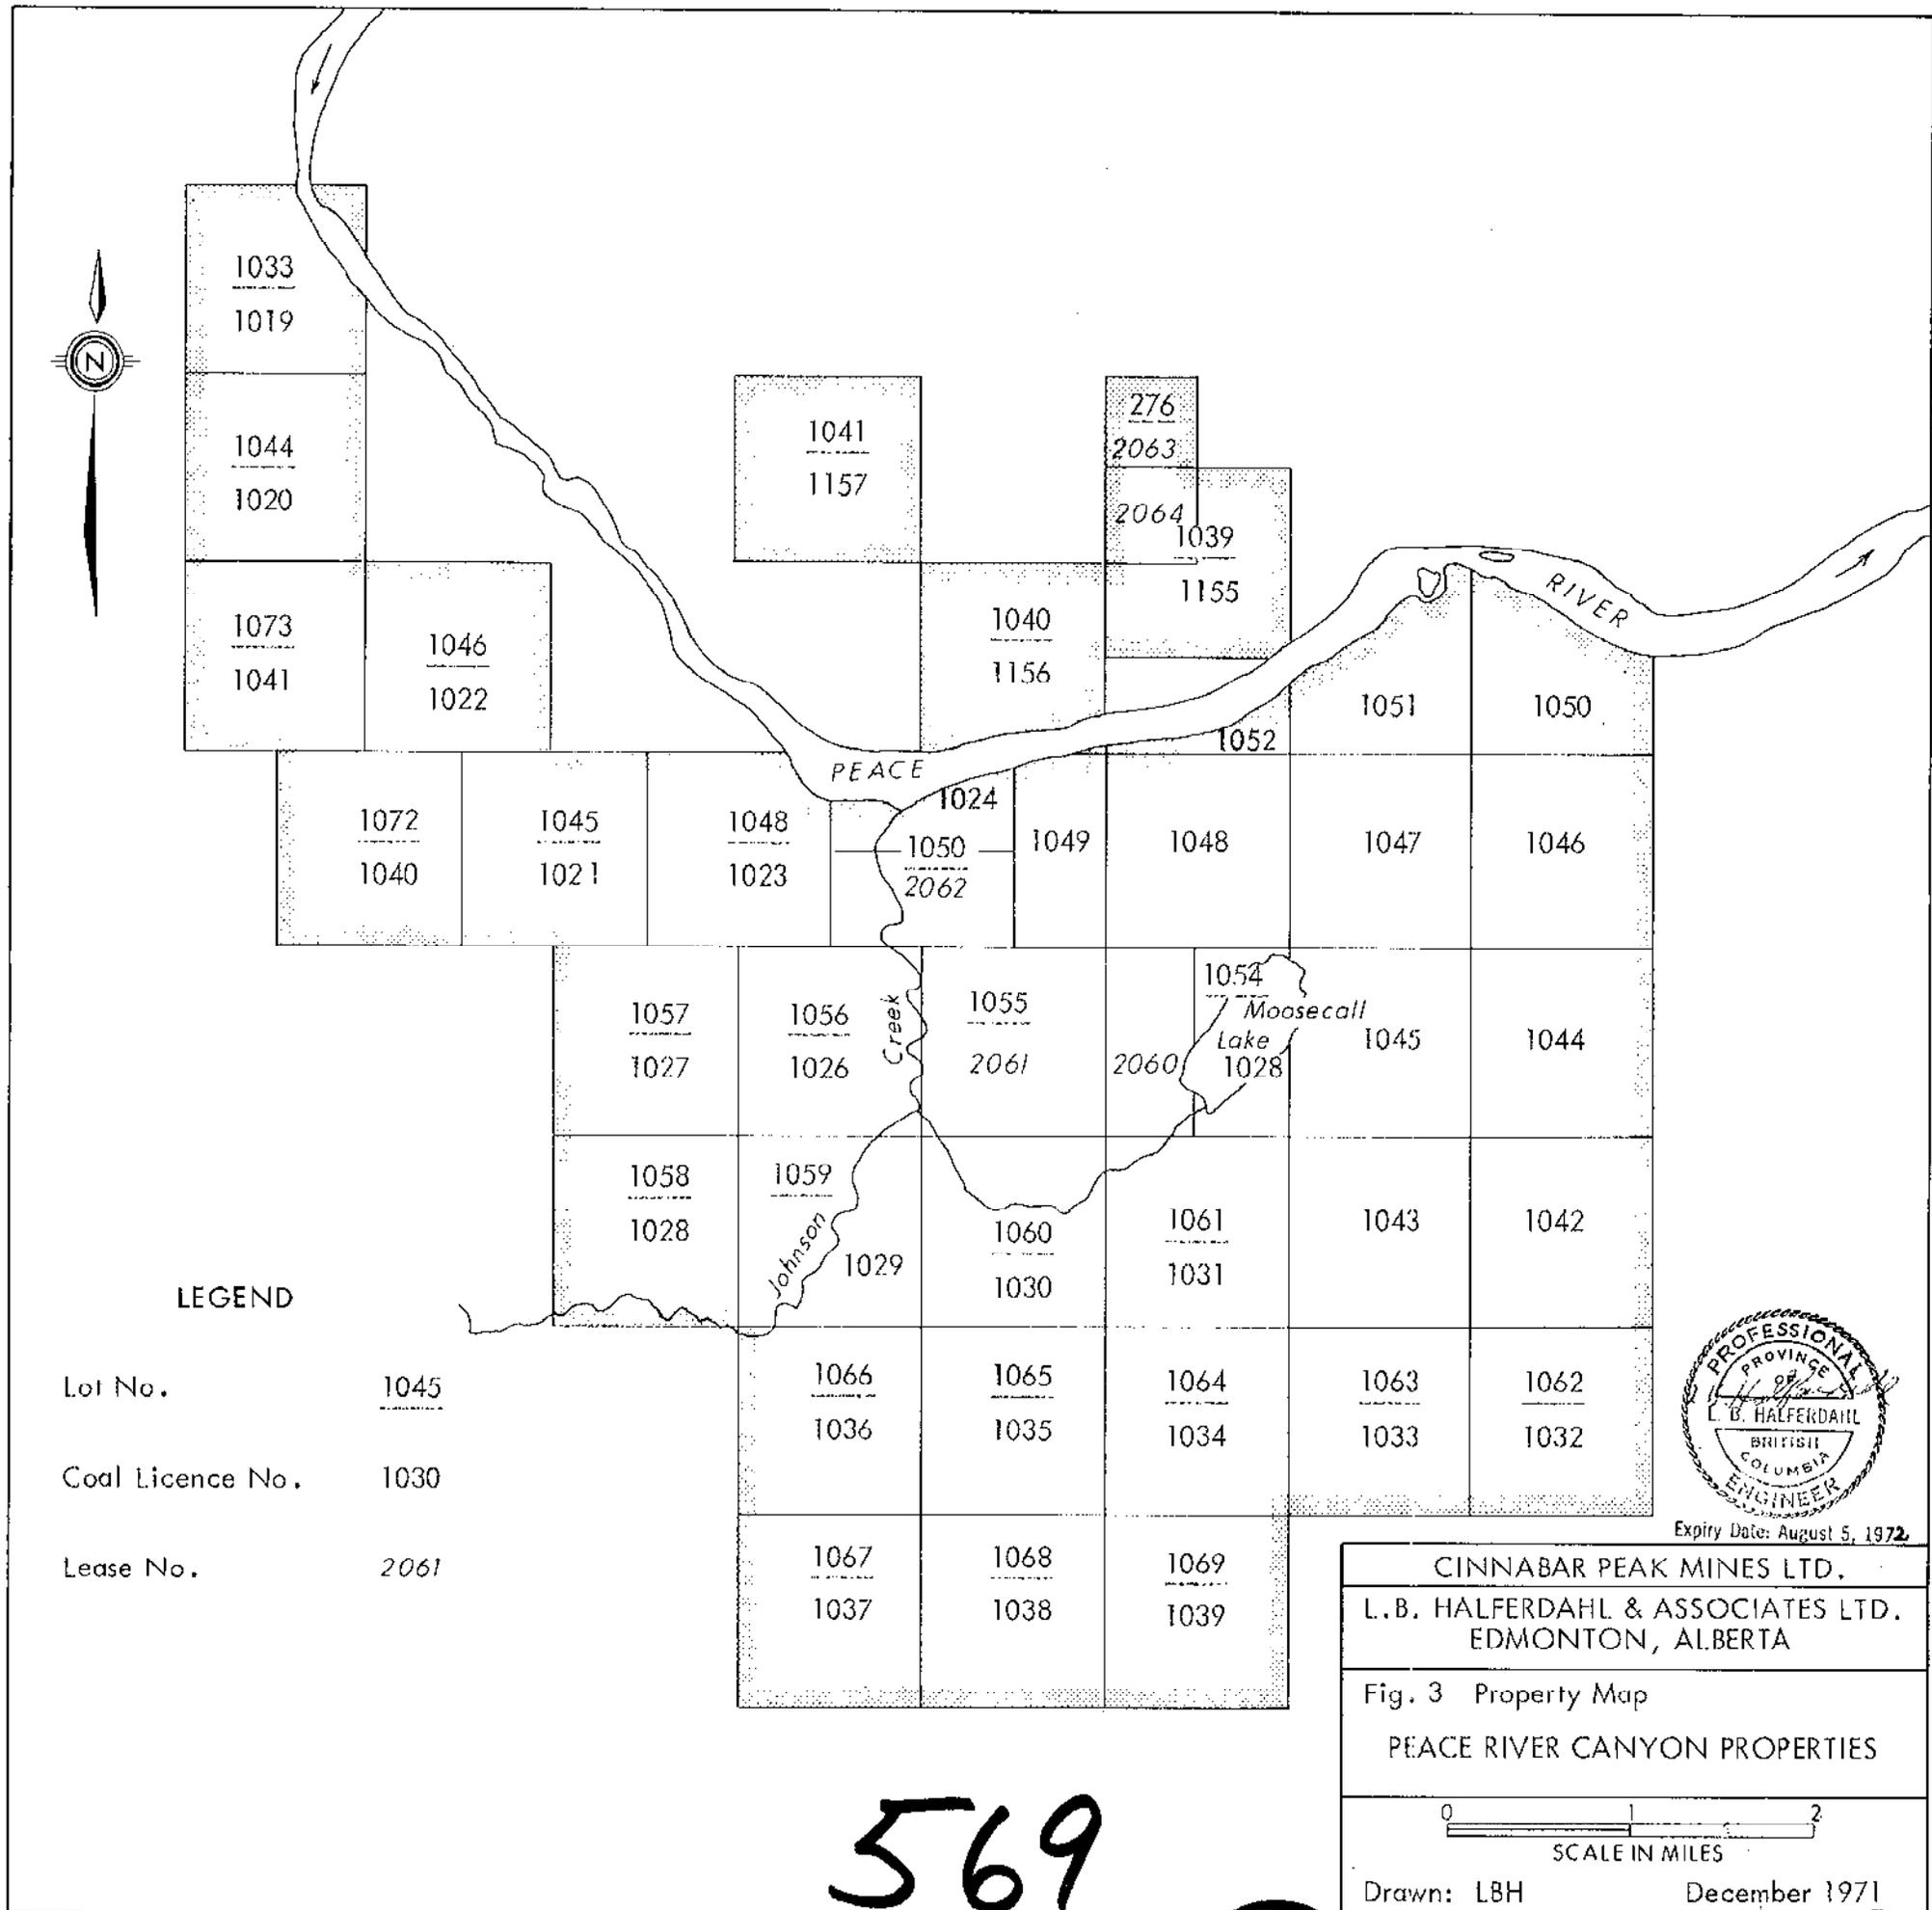 1033
1019
N
1041
1157
276
2063
1044
1020
2064
1039
1155
RIVER
1073
1041
1046
1022
1040
1156
1051
1050
1052
PEACE
1024
1072
1040
1045
1021
1048
1023
1050
2062
1049
1048
1047
1046
1057
1027
1056
1026
Creek
1055
2061
2060
1054
Moosecall
Lake
1028
1045
1044
1058
1028
1059
Johnson
1029
1060
1030
1061
1031
1043
1042
LEGEND
Lot No. 1045
Coal Licence No. 1030
Lease No. 2061
1066
1036
1065
1035
1064
1034
1063
1033
1062
1032
1067
1037
1068
1038
1069
1039
PROFESSIONAL
PROVINCE
OF
L. B. HALFERDAHL
BRITISH
COLUMBIA
ENGINEER
Expiry Date: August 5, 1972
CINNABAR PEAK MINES LTD.
L.B. HALFERDAHL & ASSOCIATES LTD.
EDMONTON, ALBERTA
Fig. 3 Property Map
PEACE RIVER CANYON PROPERTIES
0 1 2
SCALE IN MILES
Drawn: LBH December 1971
569